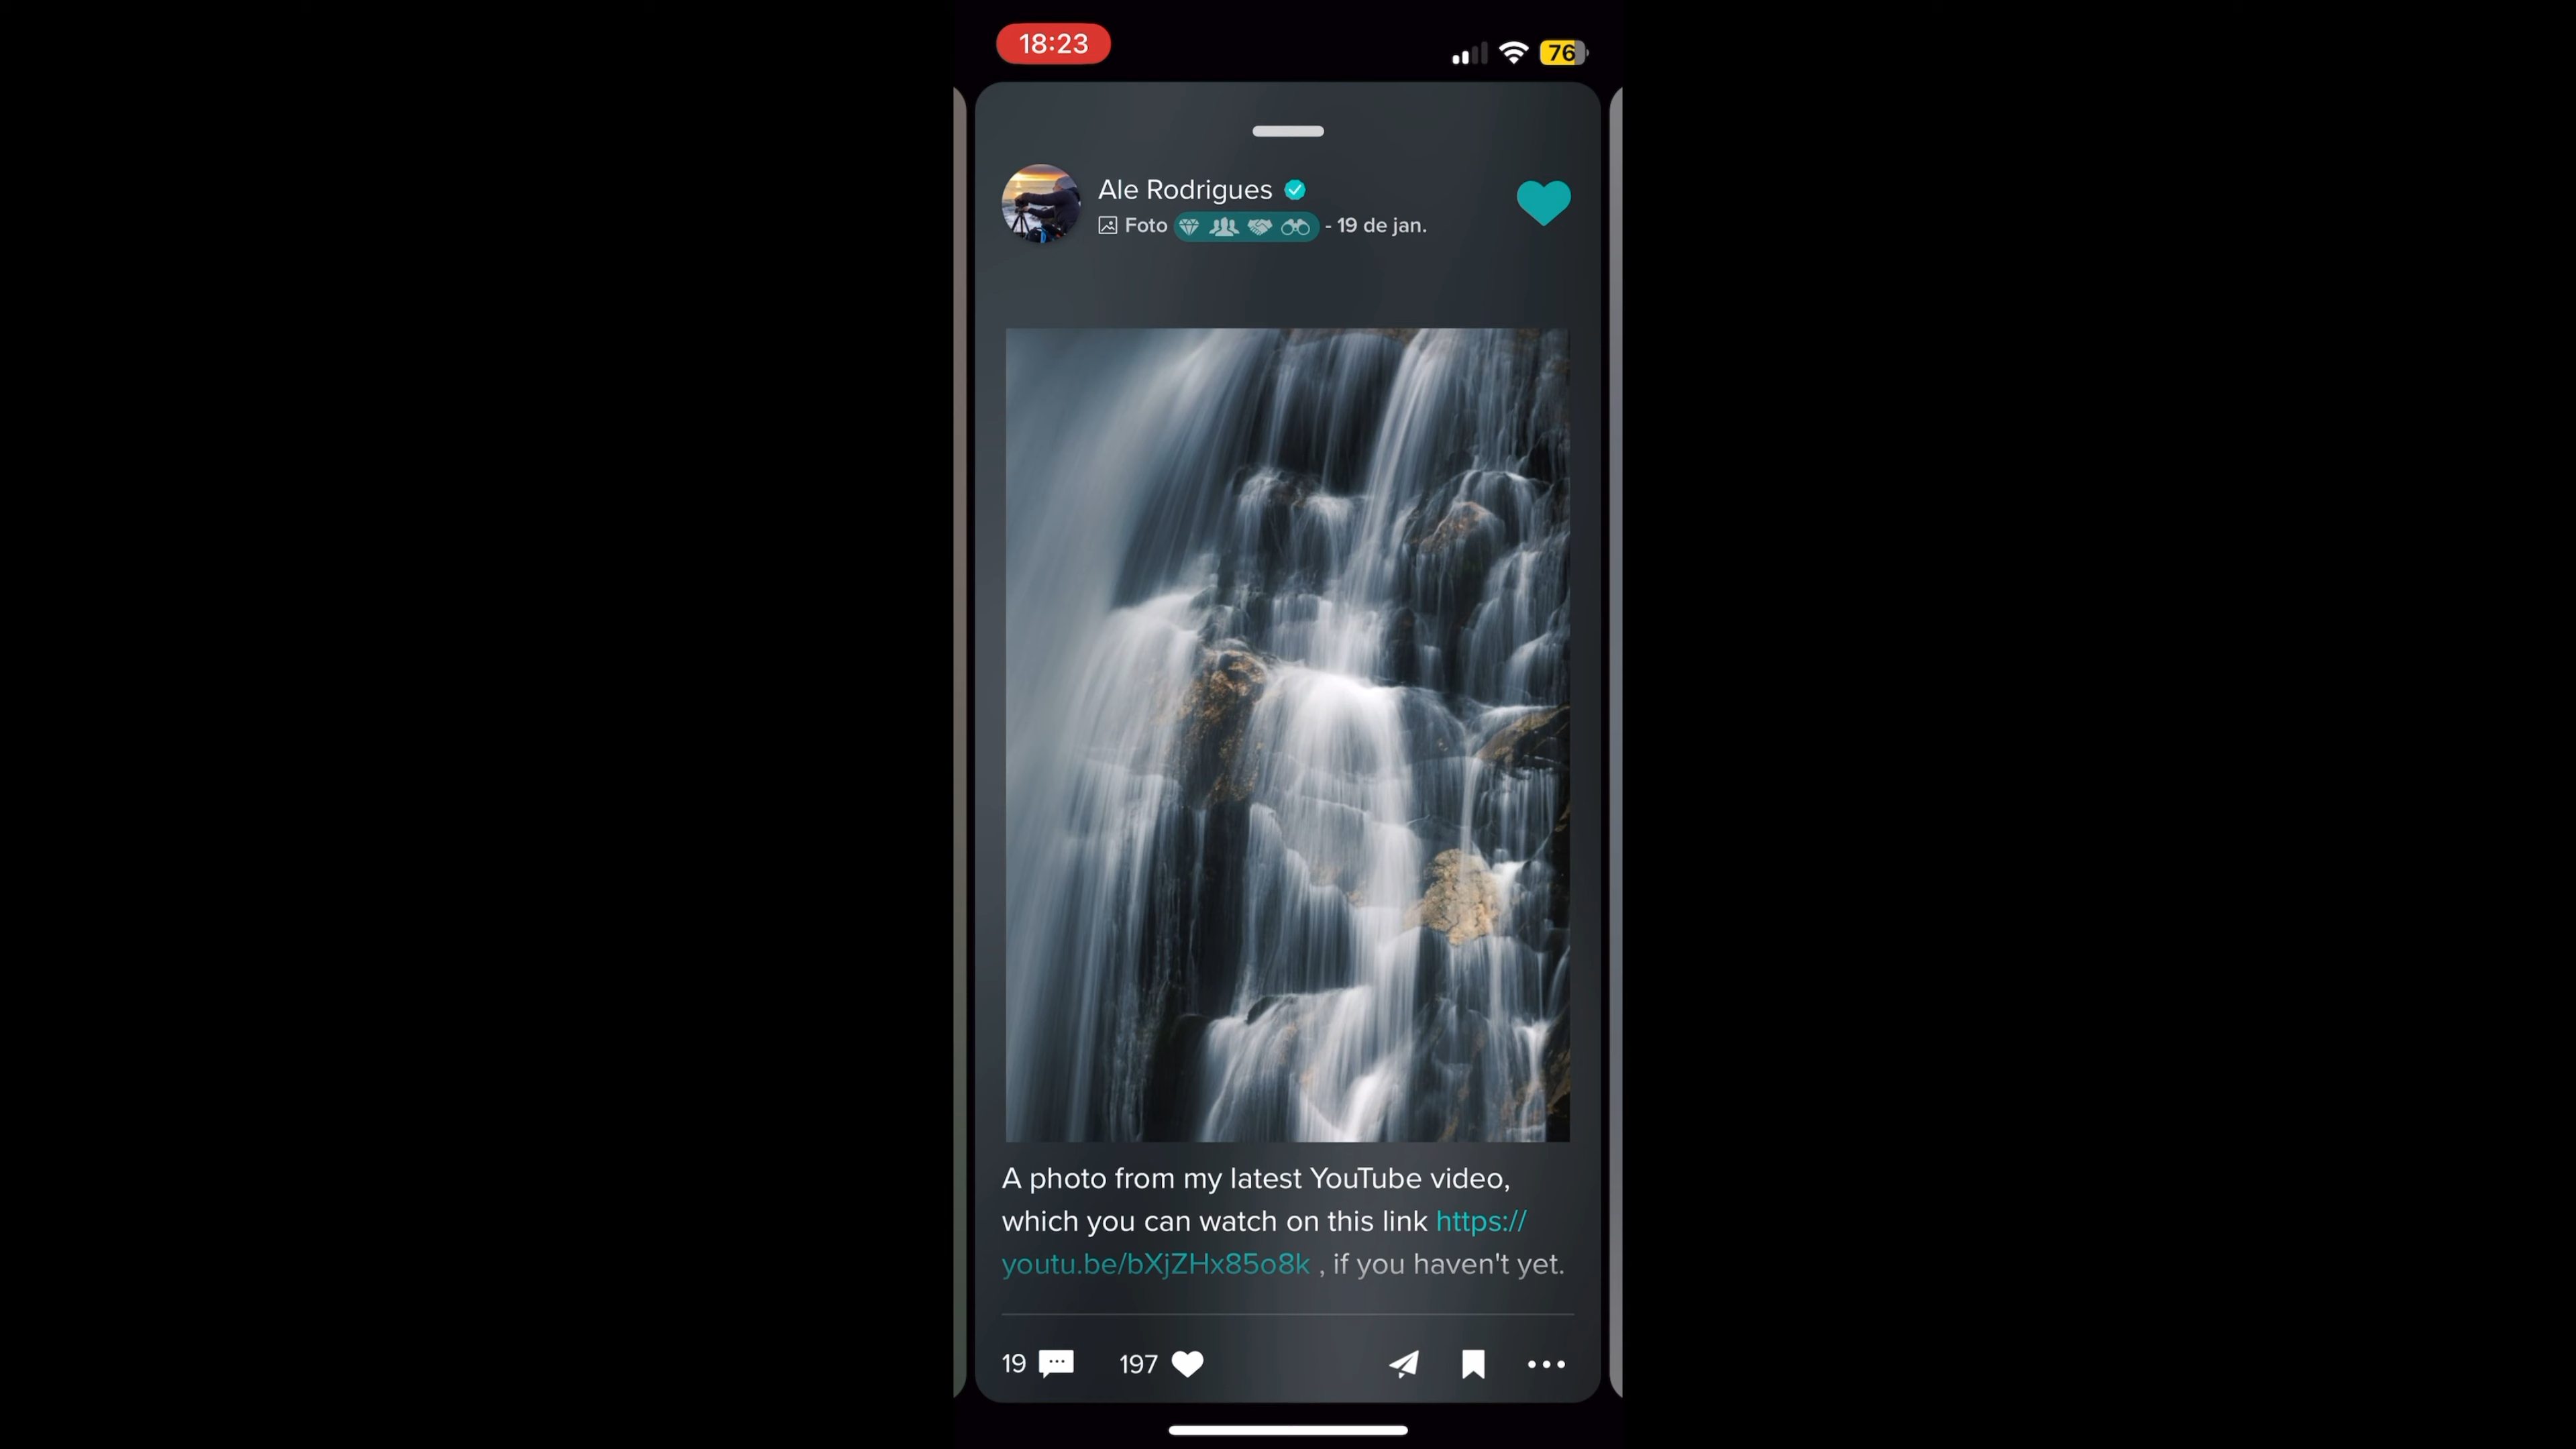 18:23
76
Ale Rodrigues
Foto - 19 de jan.
A photo from my latest YouTube video,
which you can watch on this link https://
youtu.be/bXjZHx85o8k , if you haven't yet.
19 197